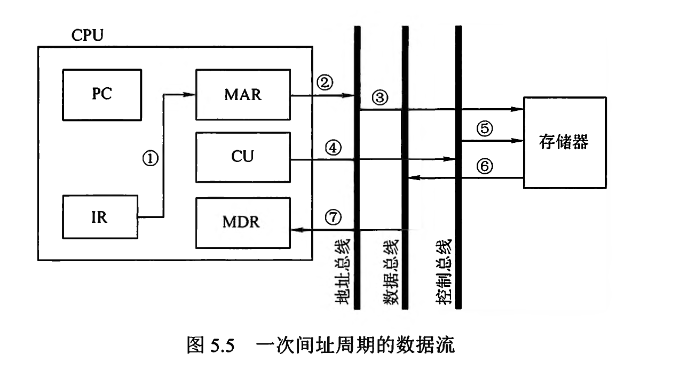 CPU
PC
MAR
②
③
⑤
存储器
①
CU
④
⑥
IR
MDR
⑦
地址总线
数据总线
控制总线
图 5.5 一次间址周期的数据流